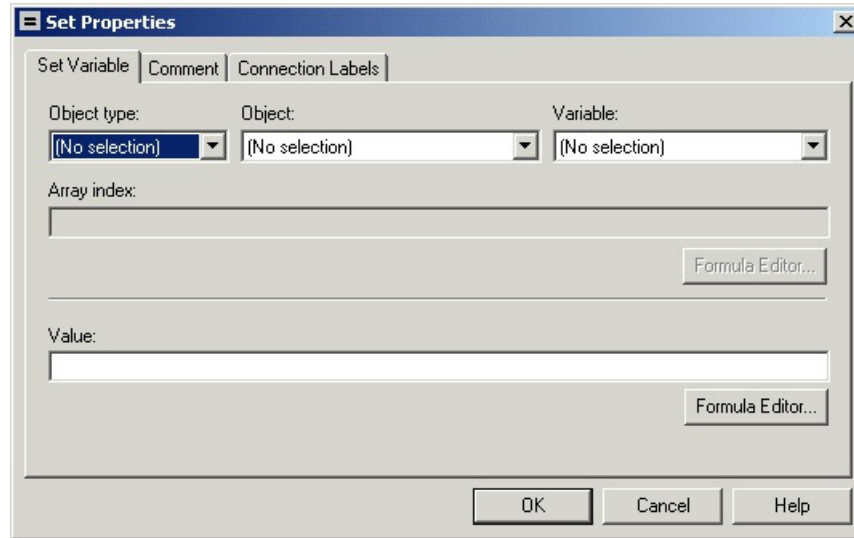 Set Properties
Set Variable Comment Connection Labels
Object type: Object: Variable:
(No selection) (No selection) (No selection)
Array index:
Formula Editor...
Value:
Formula Editor...
OK Cancel Help